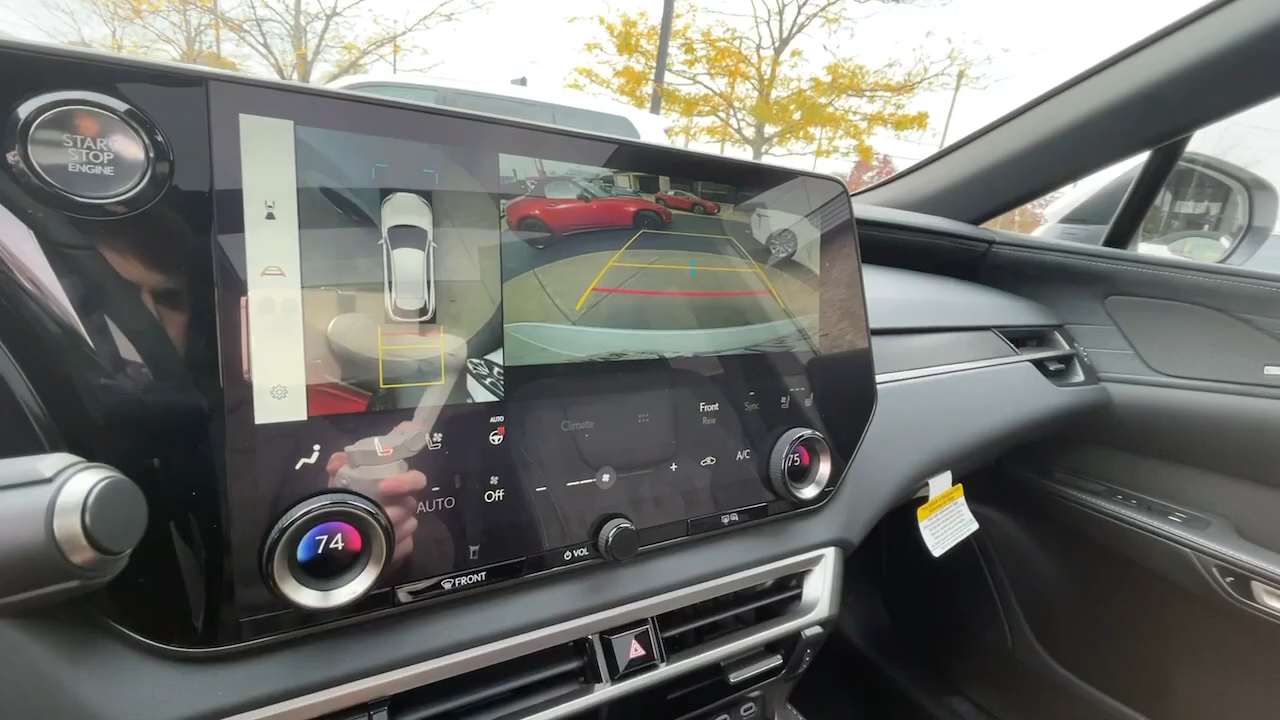 START
STOP
ENGINE
AUTO
Climate
Front
Rear
Sync
A/C
75
AUTO
Off
74
VOL
FRONT